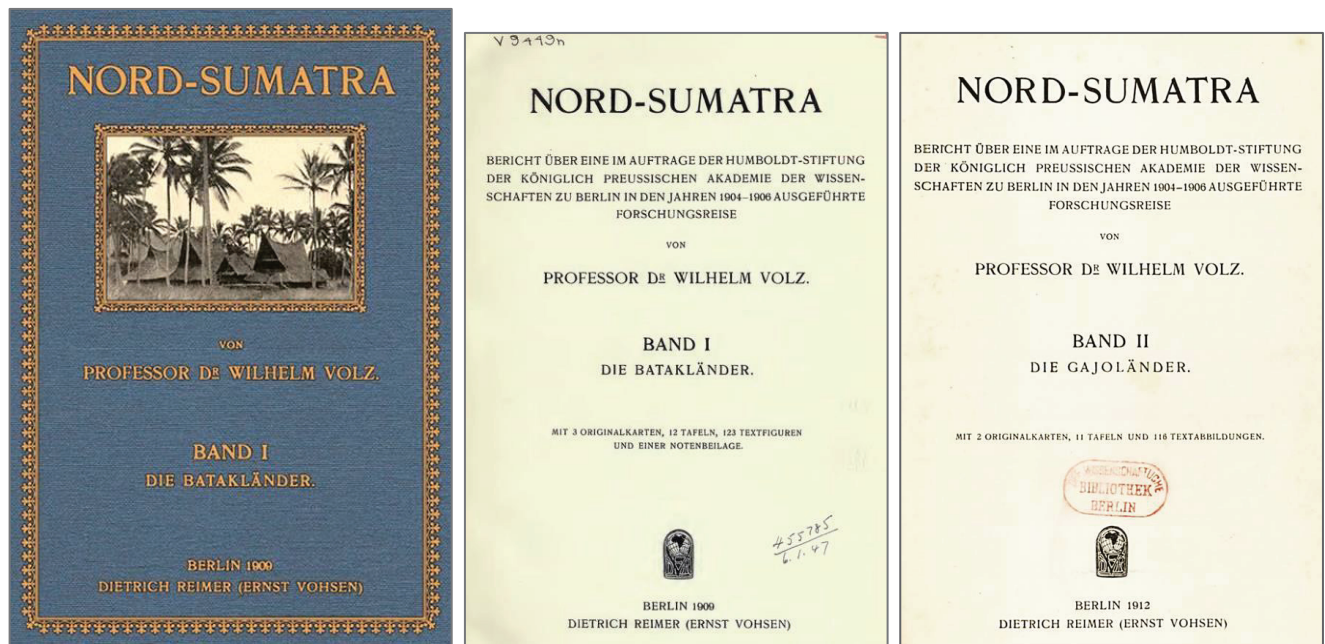 NORD-SUMATRA
VON
PROFESSOR DR WILHELM VOLZ.
BAND I
DIE BATAKLÄNDER.
BERLIN 1909
DIETRICH REIMER (ERNST VOHSEN)
V 9449n
NORD-SUMATRA
BERICHT ÜBER EINE IM AUFTRAGE DER HUMBOLDT-STIFTUNG
DER KÖNIGLICH PREUSSISCHEN AKADEMIE DER WISSEN-
SCHAFTEN ZU BERLIN IN DEN JAHREN 1904–1906 AUSGEFÜHRTE
FORSCHUNGSREISE
VON
PROFESSOR DR WILHELM VOLZ.
BAND I
DIE BATAKLÄNDER.
MIT 3 ORIGINALKARTEN, 12 TAFELN, 123 TEXTFIGUREN
UND EINER NOTENBEILAGE.
455785
6.1.47
BERLIN 1909
DIETRICH REIMER (ERNST VOHSEN)
NORD-SUMATRA
BERICHT ÜBER EINE IM AUFTRAGE DER HUMBOLDT-STIFTUNG
DER KÖNIGLICH PREUSSISCHEN AKADEMIE DER WISSEN-
SCHAFTEN ZU BERLIN IN DEN JAHREN 1904–1906 AUSGEFÜHRTE
FORSCHUNGSREISE
VON
PROFESSOR DR WILHELM VOLZ.
BAND II
DIE GAJOLÄNDER.
MIT 2 ORIGINALKARTEN, 11 TAFELN UND 116 TEXTABBILDUNGEN.
BIBLIOTHEK
BERLIN
BERLIN 1912
DIETRICH REIMER (ERNST VOHSEN)